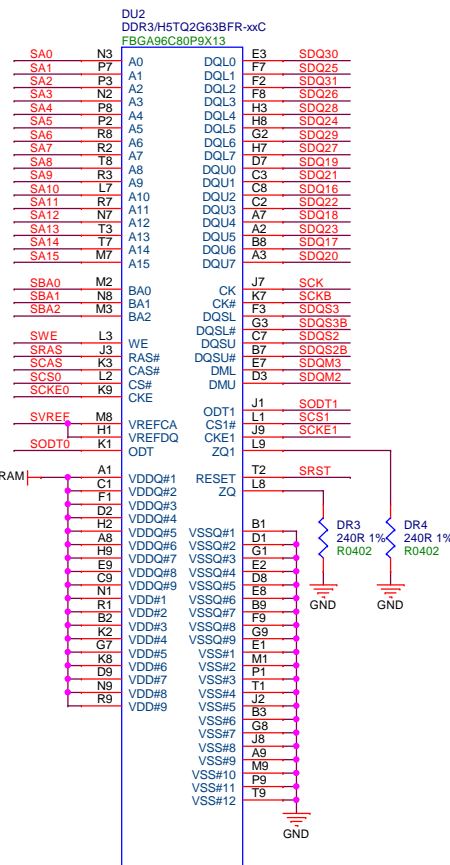 DU2
DDR3/H5TQ2G63BFR-xxC
FBGA96C80P9X13
SA0 N3 A0 DQL0 E3 SDQ30
SA1 P7 A1 DQL1 F7 SDQ25
SA2 P3 A2 DQL2 F2 SDQ31
SA3 N2 A3 DQL3 F8 SDQ26
SA4 P8 A4 DQL4 H3 SDQ28
SA5 P2 A5 DQL5 H8 SDQ24
SA6 R8 A6 DQL6 G2 SDQ29
SA7 R2 A7 DQL7 H7 SDQ27
SA8 T8 A8 DQU0 D7 SDQ19
SA9 R3 A9 DQU1 C3 SDQ21
SA10 L7 A10 DQU2 C8 SDQ16
SA11 R7 A11 DQU3 C2 SDQ22
SA12 N7 A12 DQU4 A7 SDQ18
SA13 T3 A13 DQU5 A2 SDQ23
SA14 T7 A14 DQU6 B8 SDQ17
SA15 M7 A15 DQU7 A3 SDQ20
SBA0 M2 BA0 CK J7 SCK
SBA1 N8 BA1 CK# K7 SCKB
SBA2 M3 BA2 DQSL F3 SDQS3
DQSL# G3 SDQS3B
SWE L3 WE DQSU C7 SDQS2
SRAS J3 RAS# DQSU# B7 SDQS2B
SCAS K3 CAS# DML E7 SDQM3
SCS0 L2 CS# DMU D3 SDQM2
SCKE0 K9 CKE
ODT1 J1 SODT1
SVREF M8 VREFCA CS1# L1 SCS1
H1 VREFDQ CKE1 J9 SCKE1
SODT0 K1 ODT ZQ1 L9
RAM A1 VDDQ#1 RESET T2 SRST
C1 VDDQ#2 ZQ L8
F1 VDDQ#3
D2 VDDQ#4
H2 VDDQ#5 VSSQ#1 B1
A8 VDDQ#6 VSSQ#2 D1
H9 VDDQ#7 VSSQ#3 G1
E9 VDDQ#8 VSSQ#4 E2
C9 VDDQ#9 VSSQ#5 D8
N1 VDD#1 VSSQ#6 E8
R1 VDD#2 VSSQ#7 B9
B2 VDD#3 VSSQ#8 F9
K2 VDD#4 VSSQ#9 G9
G7 VDD#5 VSS#1 E1
K8 VDD#6 VSS#2 M1
D9 VDD#7 VSS#3 P1
N9 VDD#8 VSS#4 T1
R9 VDD#9 VSS#5 J2
VSS#6 B3
VSS#7 G8
VSS#8 J8
VSS#9 A9
VSS#10 M9
VSS#11 P9
VSS#12 T9
GND
DR3
240R 1%
R0402
GND
DR4
240R 1%
R0402
GND